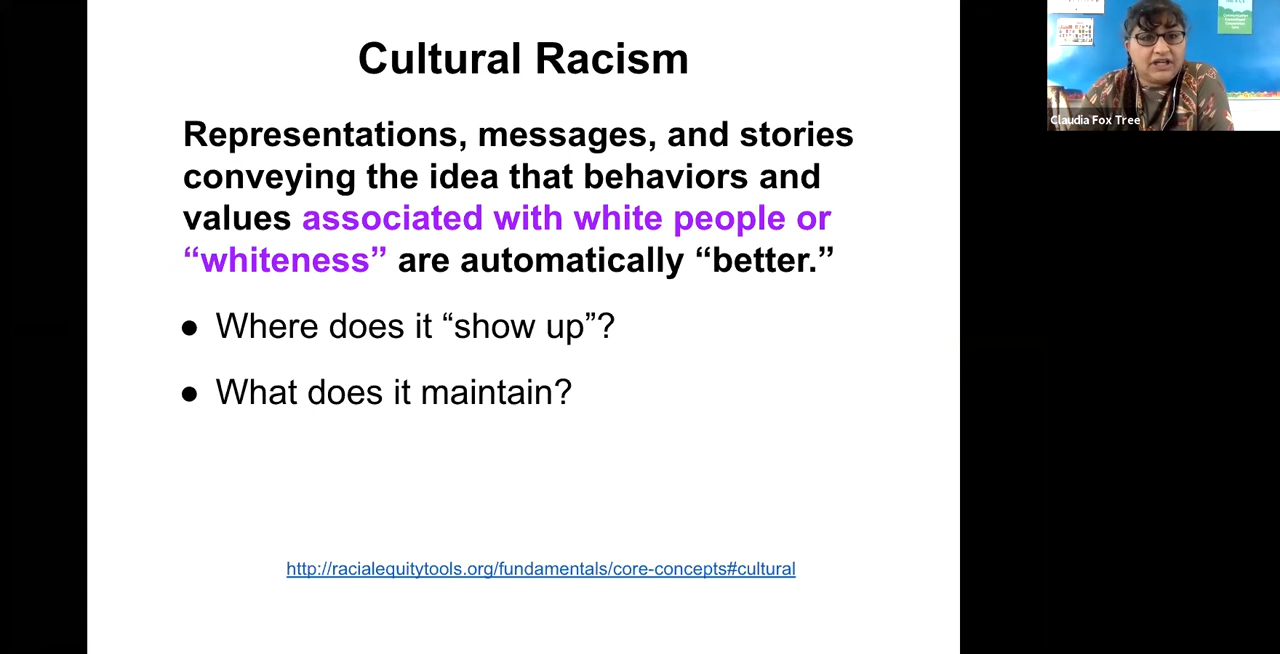 Cultural Racism
Representations, messages, and stories
conveying the idea that behaviors and
values associated with white people or
“whiteness” are automatically “better.”
● Where does it “show up”?
● What does it maintain?
http://racialequitytools.org/fundamentals/core-concepts#cultural
Claudia Fox Tree